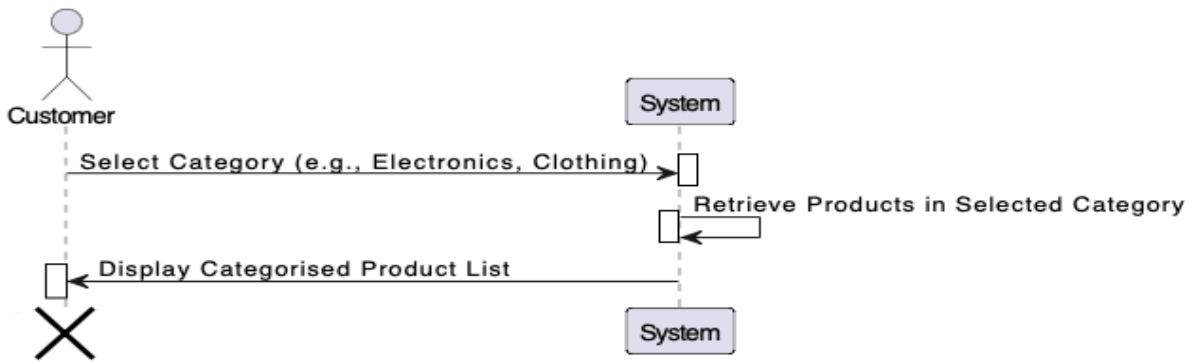 Customer
System
Select Category (e.g., Electronics, Clothing)
Retrieve Products in Selected Category
Display Categorised Product List
System